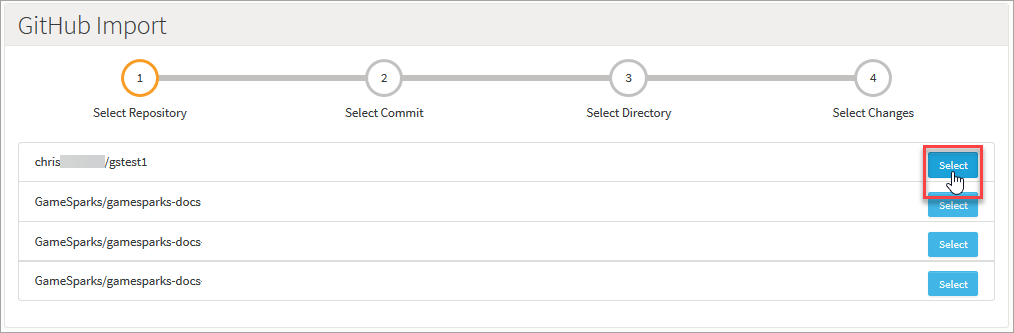 GitHub Import
1 2 3 4
Select Repository Select Commit Select Directory Select Changes
chris /gstest1 Select
GameSparks/gamesparks-docs Select
GameSparks/gamesparks-docs Select
GameSparks/gamesparks-docs Select